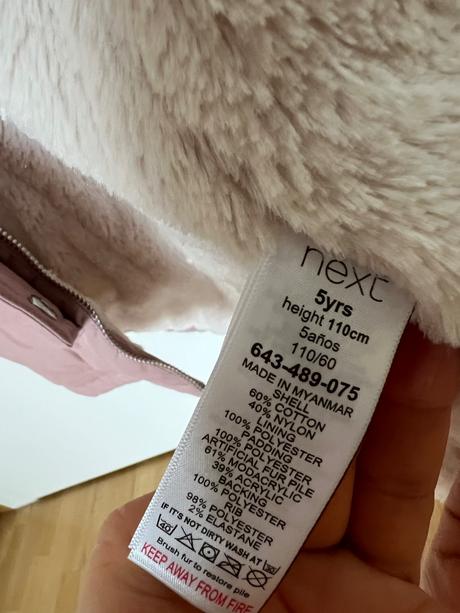 next
5yrs
height 110cm
5años
110/60
643-489-075
MADE IN MYANMAR
SHELL
60% COTTON
40% NYLON
LINING
100% POLYESTER
PADDING
100% POLYESTER
ARTIFICIAL FUR PILE
61% MODACRYLIC
39% ACRYLIC
BACKING
100% POLYESTER
RIB
98% POLYESTER
2% ELASTANE
IF IT'S NOT DIRTY WASH AT 30
40
Brush fur to restore pile
KEEP AWAY FROM FIRE